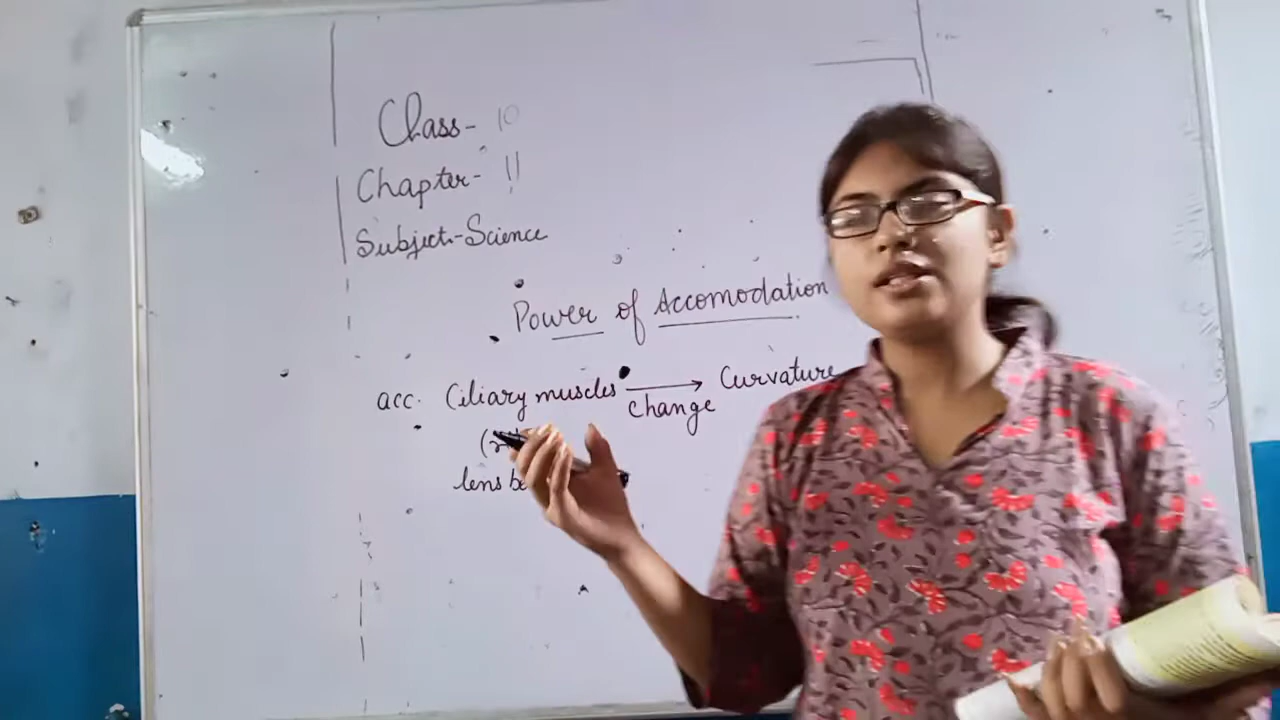 Class- 10
Chapter- 11
Subject-Science
Power of Accomodation
acc. Ciliary muscles → Curvature
Change
lens